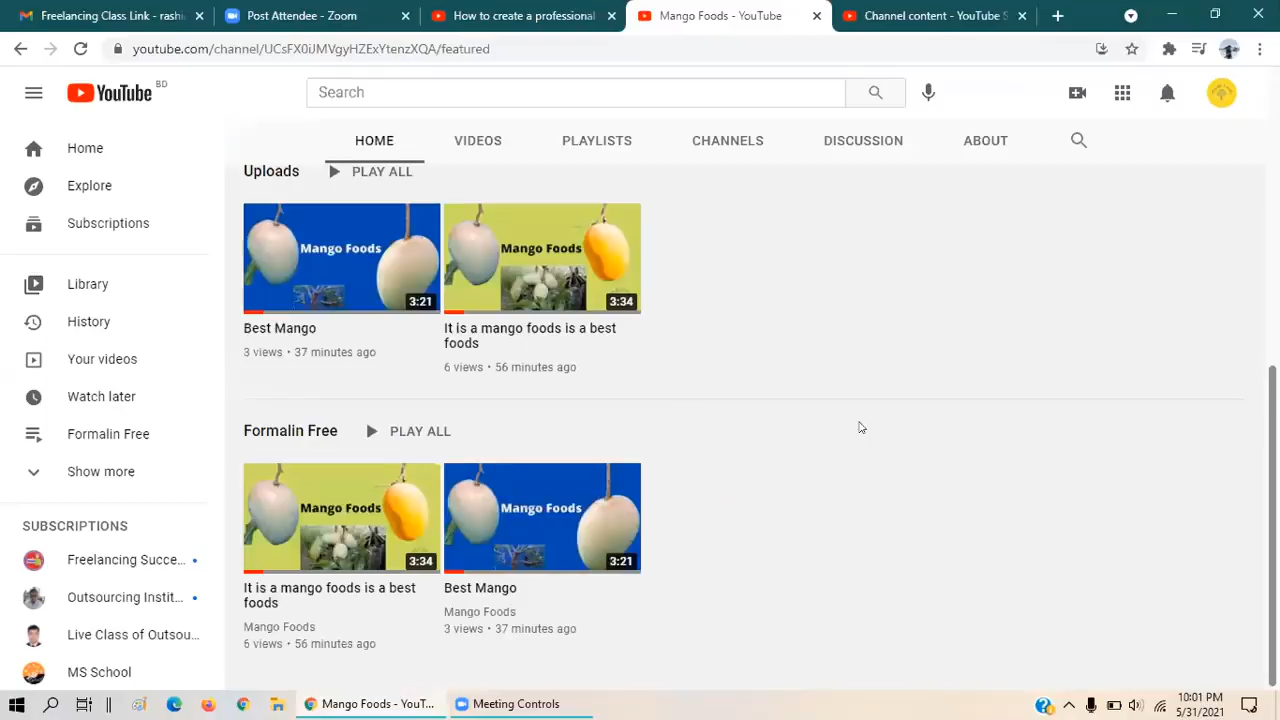 Freelancing Class Link - rashi
Post Attendee - Zoom
How to create a professional
Mango Foods - YouTube
Channel content - YouTube S
youtube.com/channel/UCsFX0iJMVgyHZExYtenzXQA/featured
YouTube BD
Search
HOME VIDEOS PLAYLISTS CHANNELS DISCUSSION ABOUT
Home
Explore
Subscriptions
Library
History
Your videos
Watch later
Formalin Free
Show more
SUBSCRIPTIONS
Freelancing Succe...
Outsourcing Instit...
Live Class of Outsou...
MS School
Uploads PLAY ALL
Mango Foods
3:21
Best Mango
3 views • 37 minutes ago
Mango Foods
3:34
It is a mango foods is a best
foods
6 views • 56 minutes ago
Formalin Free PLAY ALL
Mango Foods
3:34
It is a mango foods is a best
foods
Mango Foods
6 views • 56 minutes ago
Mango Foods
3:21
Best Mango
Mango Foods
3 views • 37 minutes ago
Mango Foods - YouT...
Meeting Controls
10:01 PM
5/31/2021